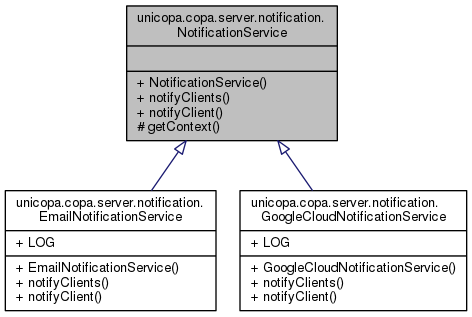 unicopa.copa.server.notification.
NotificationService
+ NotificationService()
+ notifyClients()
+ notifyClient()
# getContext()
unicopa.copa.server.notification.
EmailNotificationService
+ LOG
+ EmailNotificationService()
+ notifyClients()
+ notifyClient()
unicopa.copa.server.notification.
GoogleCloudNotificationService
+ LOG
+ GoogleCloudNotificationService()
+ notifyClients()
+ notifyClient()